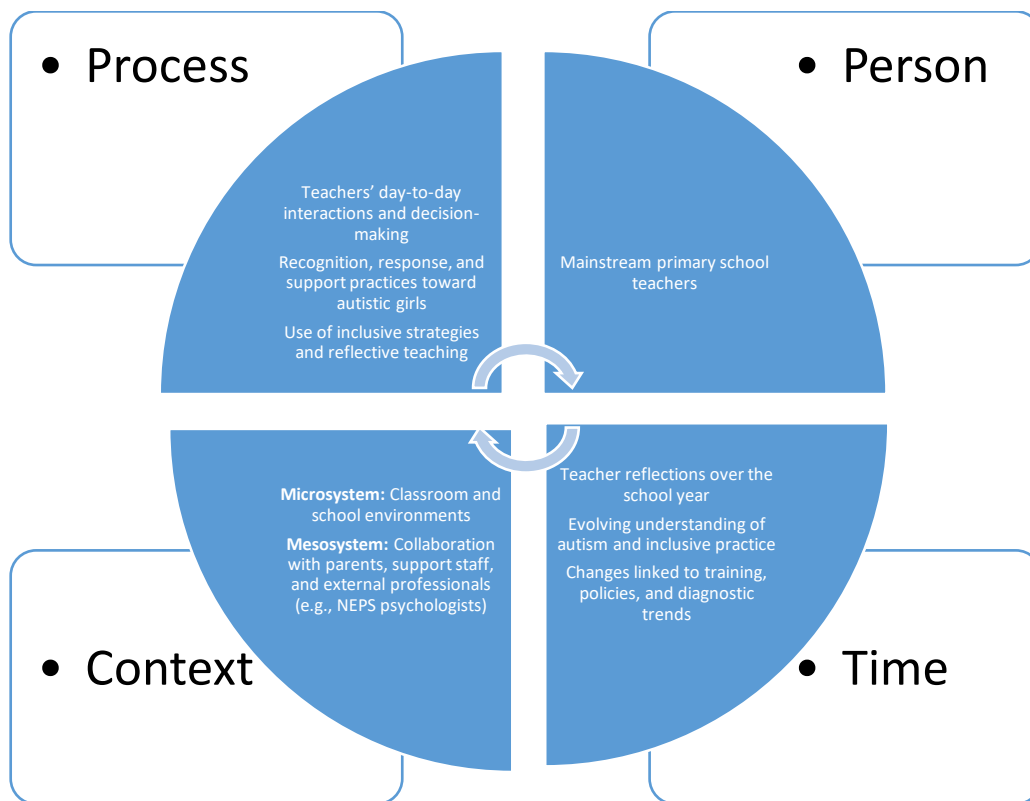 • Process
Teachers' day-to-day
interactions and decision-
making
Recognition, response, and
support practices toward
autistic girls
Use of inclusive strategies
and reflective teaching
• Person
Mainstream primary school
teachers
Microsystem: Classroom and
school environments
Mesosystem: Collaboration
with parents, support staff,
and external professionals
(e.g., NEPS psychologists)
• Context
Teacher reflections over the
school year
Evolving understanding of
autism and inclusive practice
Changes linked to training,
policies, and diagnostic
trends
• Time